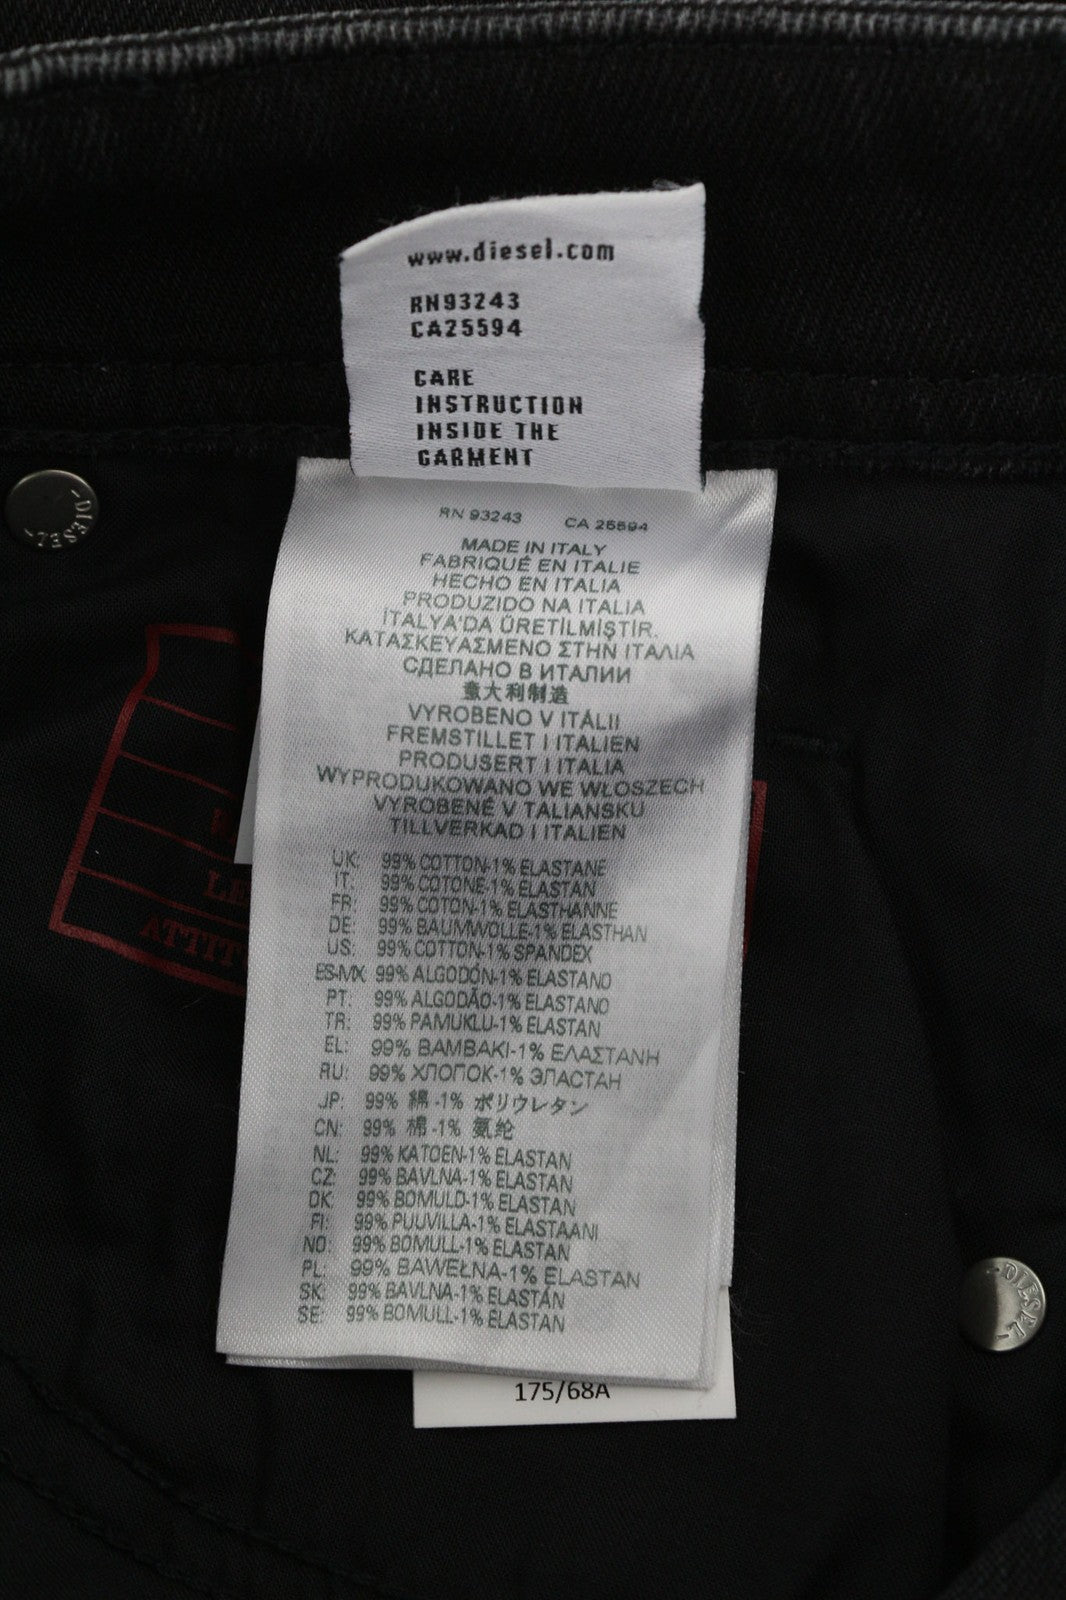 www.diesel.com
RN93243
CA25594
CARE
INSTRUCTION
INSIDE THE
GARMENT
-DIESEL-
RN 93243 CA 25594
MADE IN ITALY
FABRIQUÉ EN ITALIE
HECHO EN ITALIA
PRODUZIDO NA ITALIA
İTALYA'DA ÜRETİLMİŞTİR.
ΚΑΤΑΣΚΕΥΑΣΜΕΝΟ ΣΤΗΝ ΙΤΑΛΙΑ
СДЕЛАНО В ИТАЛИИ
意大利制造
VYROBENO V ITÁLII
FREMSTILLET I ITALIEN
PRODUSERT I ITALIA
WYPRODUKOWANO WE WŁOSZECH
VYROBENÉ V TALIANSKU
TILLVERKAD I ITALIEN
UK: 99% COTTON-1% ELASTANE
IT: 99% COTONE-1% ELASTAN
FR: 99% COTON-1% ELASTHANNE
DE: 99% BAUMWOLLE-1% ELASTHAN
US: 99% COTTON-1% SPANDEX
ES-MX: 99% ALGODÓN-1% ELASTANO
PT: 99% ALGODÃO-1% ELASTANO
TR: 99% PAMUKLU-1% ELASTAN
EL: 99% ΒΑΜΒΑΚΙ-1% ΕΛΑΣΤΑΝΗ
RU: 99% ХЛОПОК-1% ЭЛАСТАН
JP: 99% 綿 -1% ポリウレタン
CN: 99% 棉 -1% 氨纶
NL: 99% KATOEN-1% ELASTAN
CZ: 99% BAVLNA-1% ELASTAN
DK: 99% BOMULD-1% ELASTAN
FI: 99% PUUVILLA-1% ELASTAANI
NO: 99% BOMULL-1% ELASTAN
PL: 99% BAWEŁNA-1% ELASTAN
SK: 99% BAVLNA-1% ELASTÁN
SE: 99% BOMULL-1% ELASTAN
LE
ATTIT
-DIESEL-
175/68A